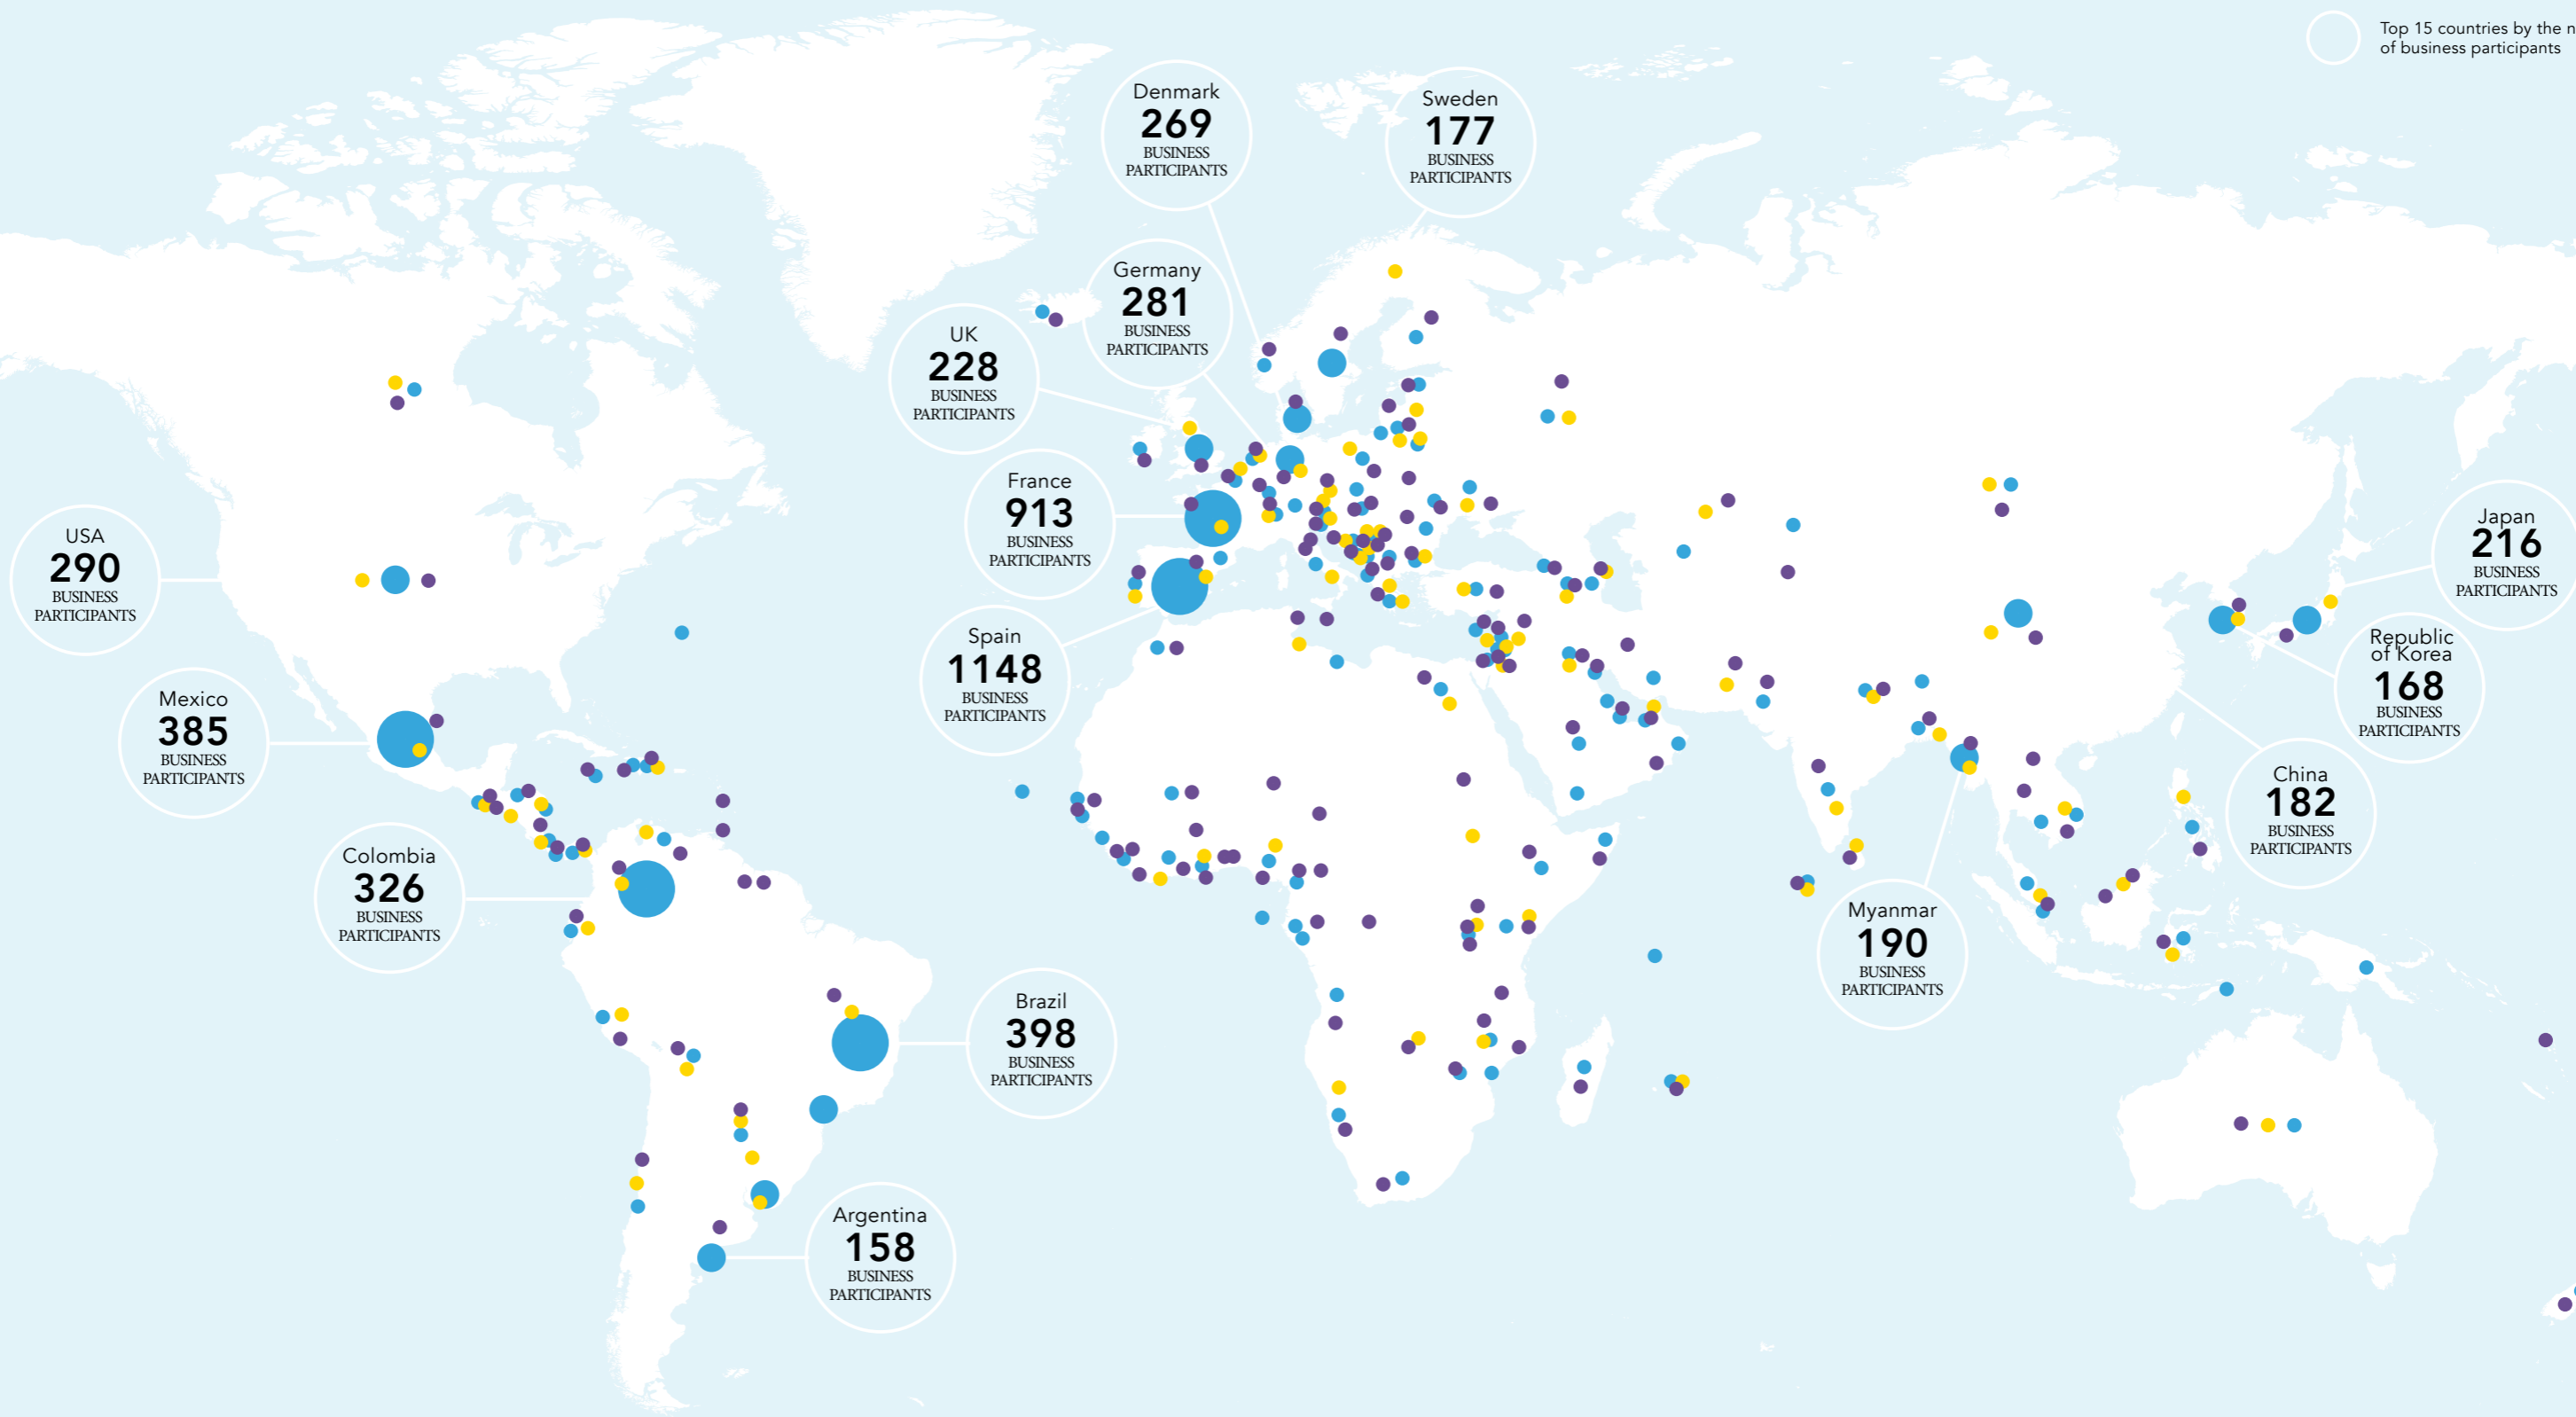 Top 15 countries by the
of business participants
Denmark
269
BUSINESS
PARTICIPANTS
Sweden
177
BUSINESS
PARTICIPANTS
Germany
281
BUSINESS
PARTICIPANTS
UK
228
BUSINESS
PARTICIPANTS
France
913
BUSINESS
PARTICIPANTS
USA
290
BUSINESS
PARTICIPANTS
Japan
216
BUSINESS
PARTICIPANTS
Spain
1148
BUSINESS
PARTICIPANTS
Republic
of Korea
168
BUSINESS
PARTICIPANTS
Mexico
385
BUSINESS
PARTICIPANTS
China
182
BUSINESS
PARTICIPANTS
Colombia
326
BUSINESS
PARTICIPANTS
Myanmar
190
BUSINESS
PARTICIPANTS
Brazil
398
BUSINESS
PARTICIPANTS
Argentina
158
BUSINESS
PARTICIPANTS